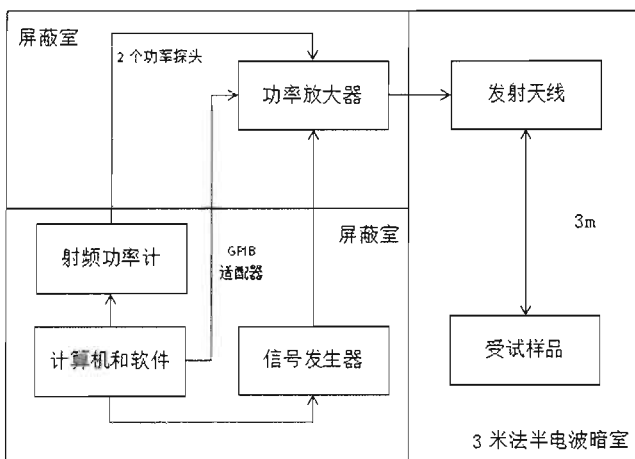 屏蔽室
2 个功率探头
功率放大器
发射天线
3m
屏蔽室
射频功率计
GPIB
适配器
计算机和软件
信号发生器
受试样品
3 米法半电波暗室